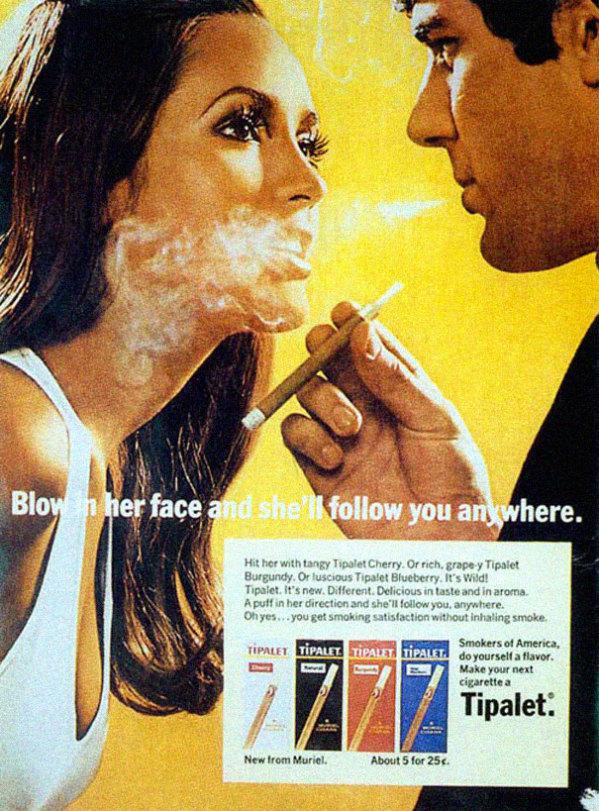 Blow in her face and she'll follow you anywhere.
Hit her with tangy Tipalet Cherry. Or rich, grape-y Tipalet
Burgundy. Or luscious Tipalet Blueberry. It's Wild!
Tipalet. It's new. Different. Delicious in taste and in aroma.
A puff in her direction and she'll follow you, anywhere.
Oh yes... you get smoking satisfaction without inhaling smoke.
TIPALET TIPALET TIPALET TIPALET
Cherry Natural Burgundy
Smokers of America,
do yourself a flavor.
Make your next
cigarette a
Tipalet.®
New from Muriel. About 5 for 25¢.